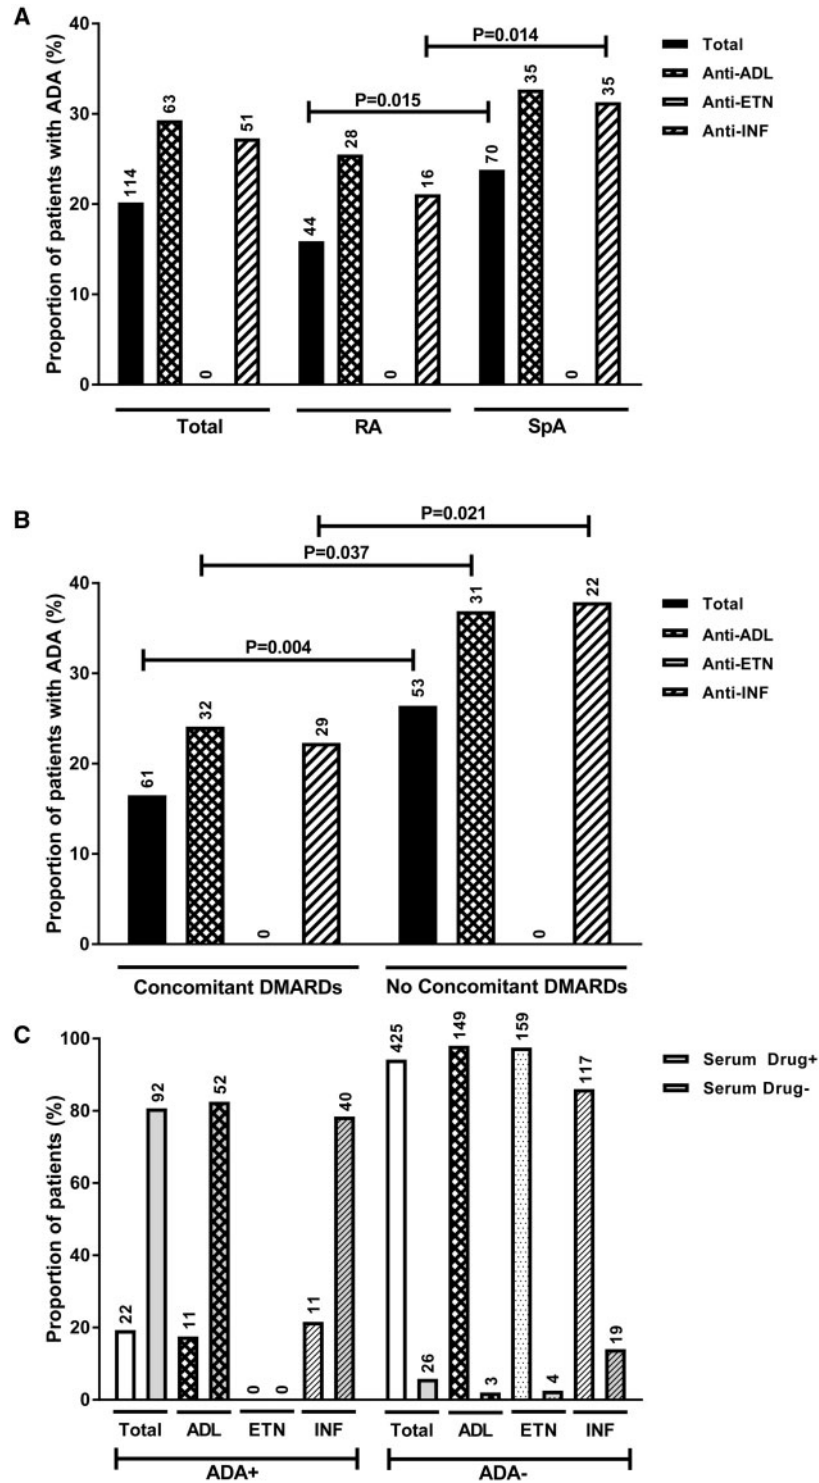 A
Proportion of patients with ADA (%)
40
30
20
10
0
P=0.014
P=0.015
114
63
0
51
44
28
0
16
70
35
0
35
Total
RA
SpA
Total
Anti-ADL
Anti-ETN
Anti-INF
B
Proportion of patients with ADA (%)
40
30
20
10
0
P=0.021
P=0.037
P=0.004
61
32
0
29
53
31
0
22
Concomitant DMARDs
No Concomitant DMARDs
Total
Anti-ADL
Anti-ETN
Anti-INF
C
Proportion of patients (%)
100
80
60
40
20
0
22
92
11
52
0
0
11
40
425
26
149
3
159
4
117
19
Total
ADL
ETN
INF
Total
ADL
ETN
INF
ADA+
ADA-
Serum Drug+
Serum Drug-